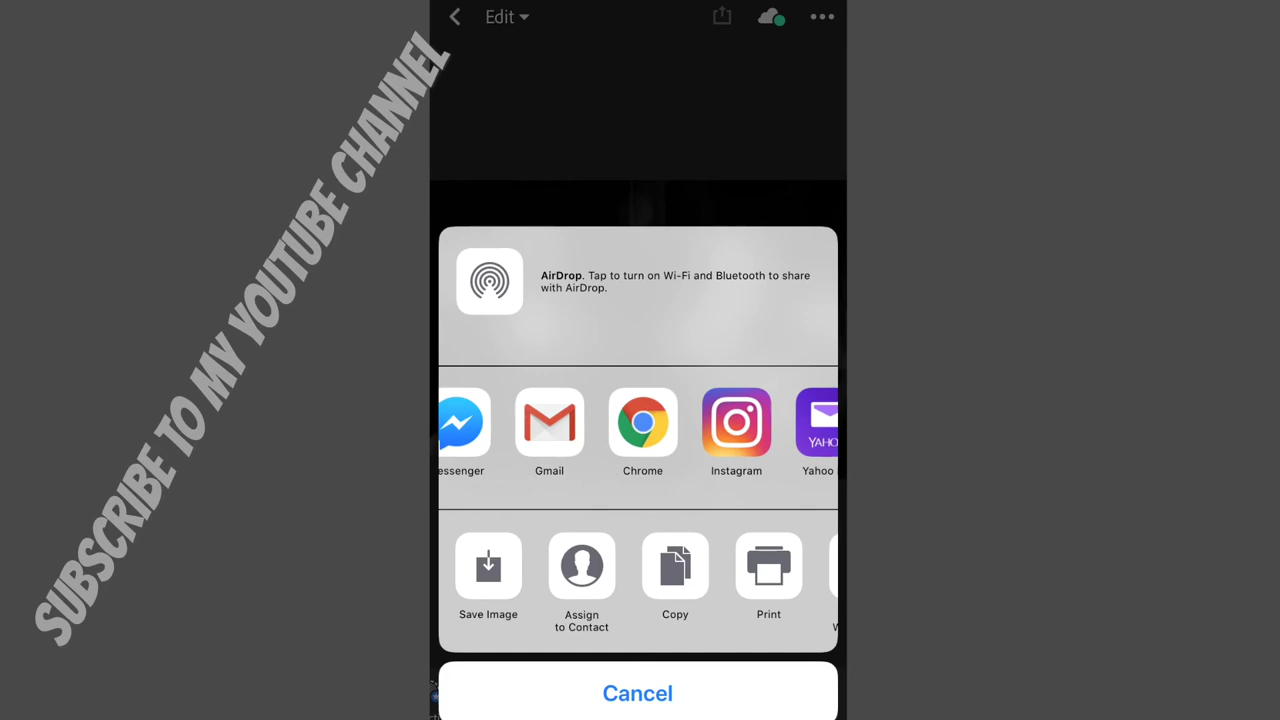 Edit
SUBSCRIBE TO MY YOUTUBE CHANNEL
AirDrop. Tap to turn on Wi-Fi and Bluetooth to share
with AirDrop.
essenger
Gmail
Chrome
Instagram
YAHO
Yahoo
Save Image
Assign
to Contact
Copy
Print
W
Cancel